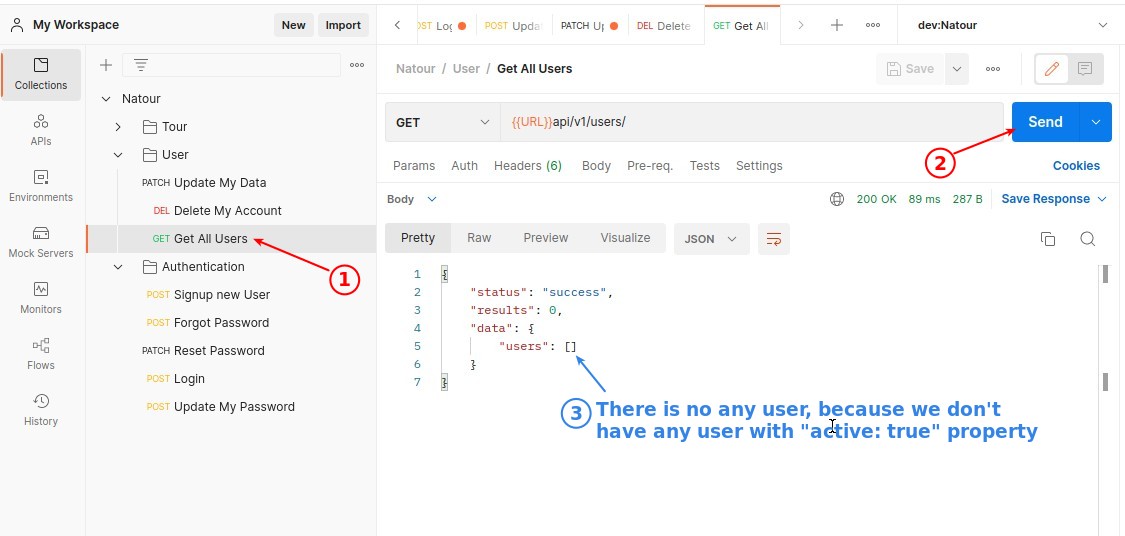 My Workspace
New
Import
Collections
APIs
Environments
Mock Servers
Monitors
Flows
History
Natour
Tour
User
PATCH Update My Data
DEL Delete My Account
GET Get All Users
Authentication
POST Signup new User
POST Forgot Password
PATCH Reset Password
POST Login
POST Update My Password
1
OST Log
POST Upda
PATCH Up
DEL Delete
GET Get All
dev:Natour
Natour / User / Get All Users
Save
GET
{{URL}}api/v1/users/
Send
2
Params Auth Headers (6) Body Pre-req. Tests Settings
Cookies
Body
200 OK 89 ms 287 B Save Response
Pretty Raw Preview Visualize JSON
1 {
2 "status": "success",
3 "results": 0,
4 "data": {
5 "users": []
6 }
7 }
3 There is no any user, because we don't
have any user with "active: true" property